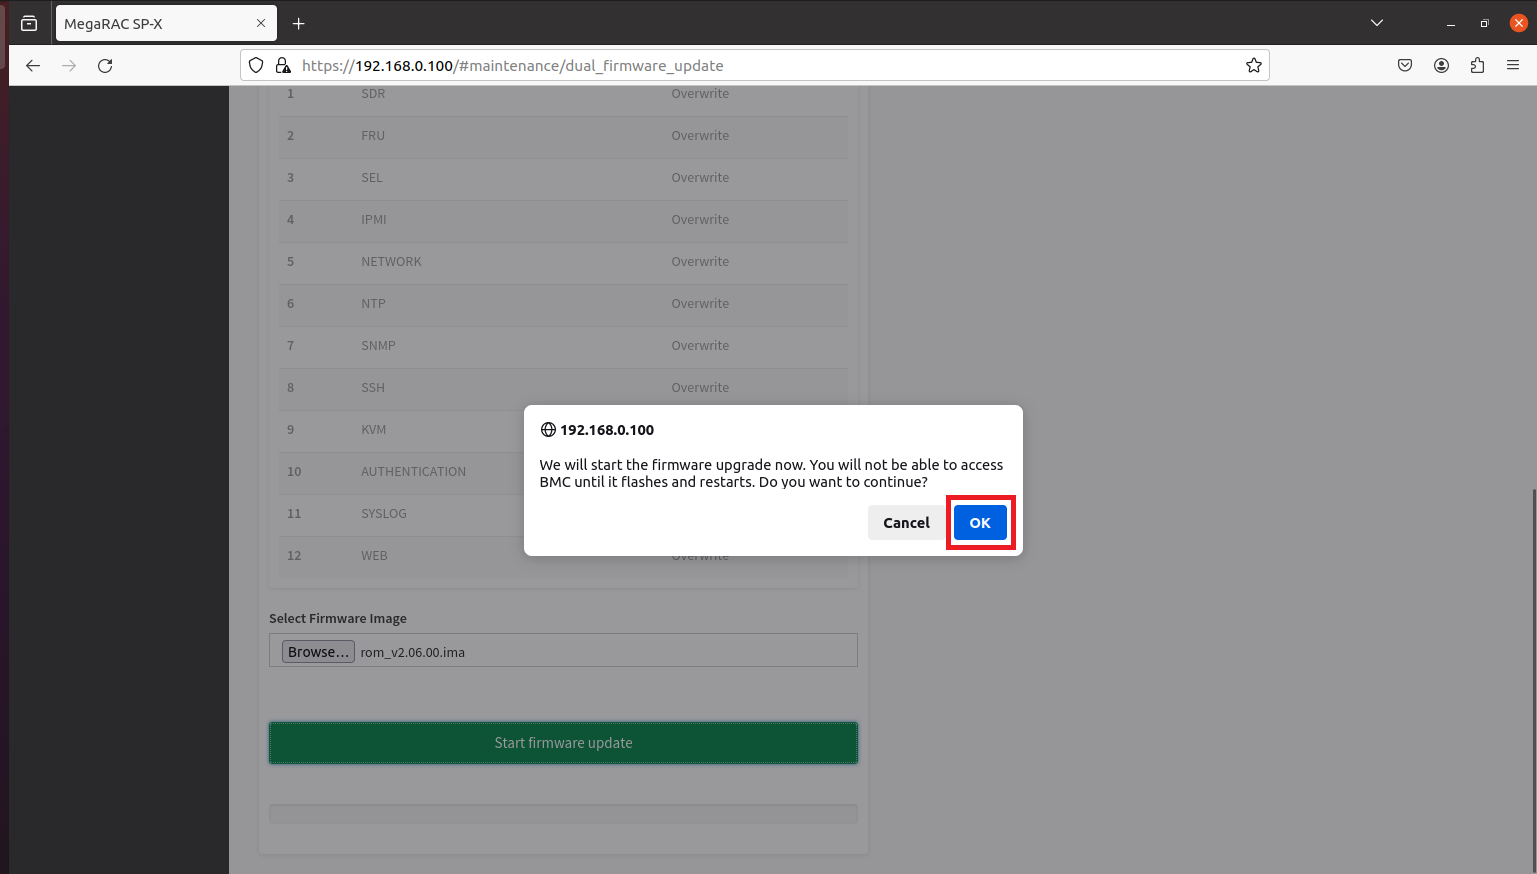 MegaRAC SP-X
https://192.168.0.100/#maintenance/dual_firmware_update
1 SDR Overwrite
2 FRU Overwrite
3 SEL Overwrite
4 IPMI Overwrite
5 NETWORK Overwrite
6 NTP Overwrite
7 SNMP Overwrite
8 SSH Overwrite
9 KVM
10 AUTHENTICATION
11 SYSLOG
12 WEB Overwrite
192.168.0.100
We will start the firmware upgrade now. You will not be able to access
BMC until it flashes and restarts. Do you want to continue?
Cancel OK
Select Firmware Image
Browse... rom_v2.06.00.ima
Start firmware update